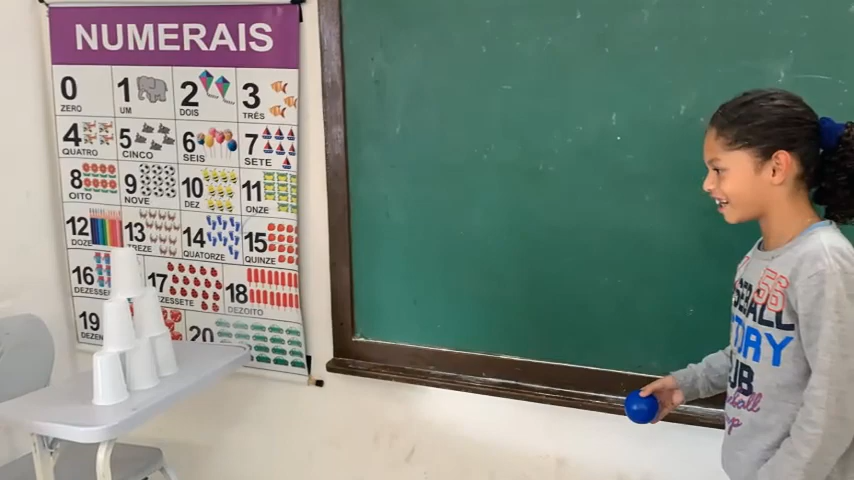 NUMERAIS
0 1 2 3
ZERO UM DOIS TRÊS
4 5 6 7
QUATRO CINCO SEIS SETE
8 9 10 11
OITO NOVE DEZ ONZE
12 13 14 15
DOZE TREZE QUATORZE QUINZE
16 17 18
DEZESSETE DEZOITO
19 20
56